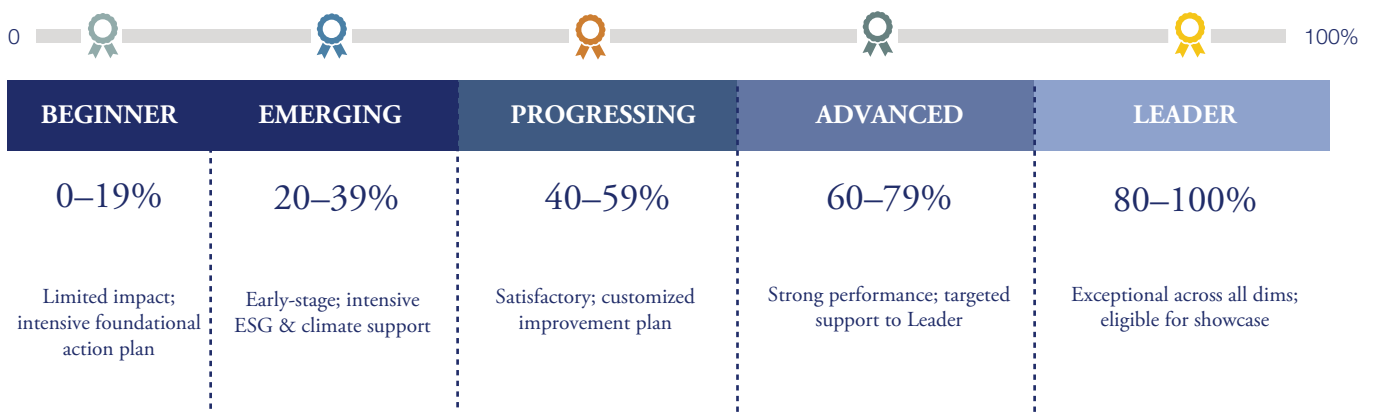 0
100%
BEGINNER
EMERGING
PROGRESSING
ADVANCED
LEADER
0–19%
20–39%
40–59%
60–79%
80–100%
Limited impact;
intensive foundational
action plan
Early-stage; intensive
ESG & climate support
Satisfactory; customized
improvement plan
Strong performance; targeted
support to Leader
Exceptional across all dims;
eligible for showcase